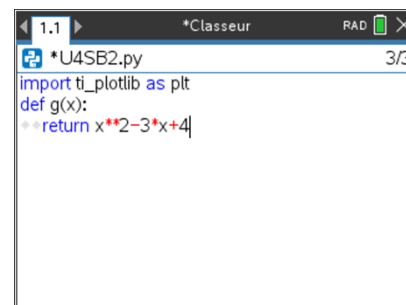 1.1 *Classeur RAD
*U4SB2.py 3/3
import ti_plotlib as plt
def g(x):
return x**2-3*x+4